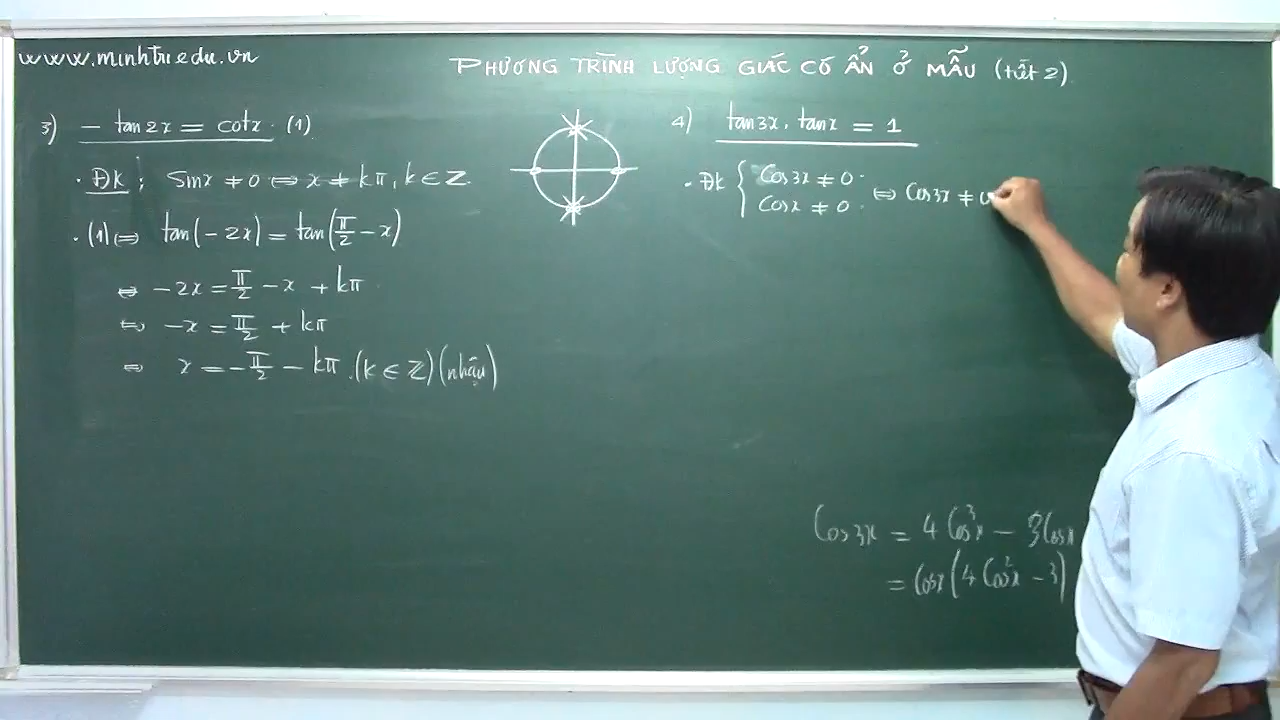 www.minhtriedu.vn
PHƯƠNG TRÌNH LƯỢNG GIÁC CÓ ẨN Ở MẪU (tiết 2)
3) - tan2x = cotx. (1)
. ĐK : Sinx ≠ 0 ⇔ x ≠ kπ, k ∈ Z.
. (1) ⇔ tan(-2x) = tan(π/2 - x)
⇔ -2x = π/2 - x + kπ
⇔ -x = π/2 + kπ
⇔ x = -π/2 - kπ .(k ∈ Z) (nhận)
4) tan3x. tanx = 1
. ĐK { Cos3x ≠ 0.
Cosx ≠ 0. ⇔ Cos3x ≠ 0
Cos3x = 4Cos³x - 3Cosx
= Cosx(4Cos²x - 3)